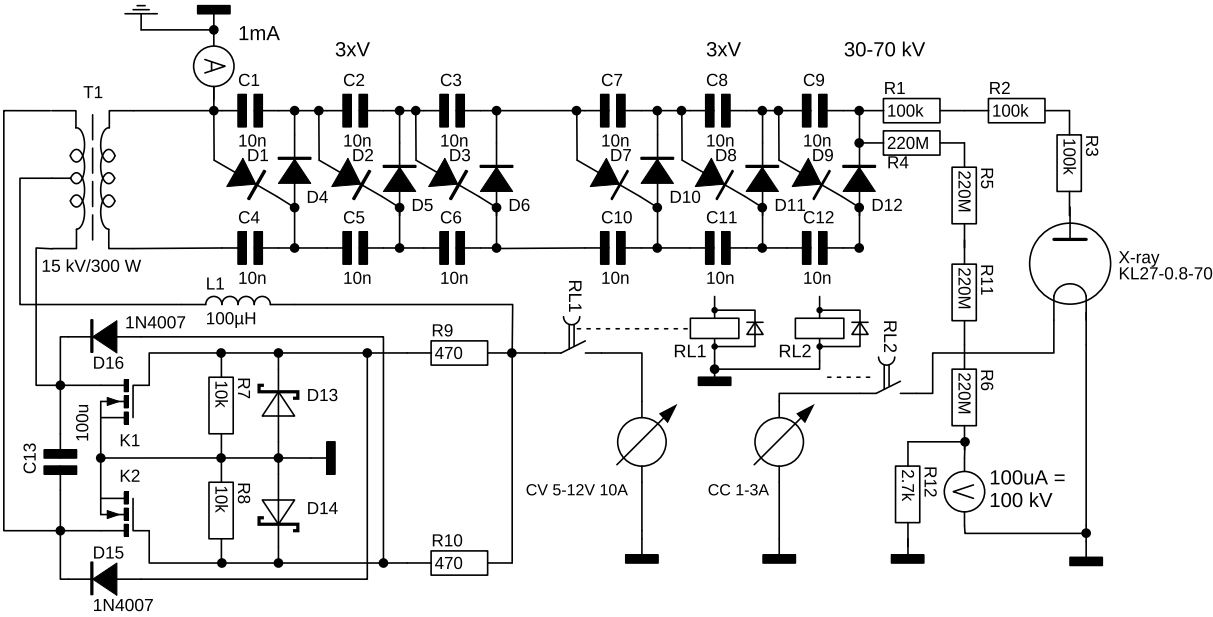 1mA
A
3xV
3xV
30-70 kV
T1
C1
C2
C3
C7
C8
C9
R1
100k
R2
100k
R3
100k
10n
10n
10n
10n
10n
10n
D1
D2
D3
D7
D8
D9
220M
R4
D4
D5
D6
D10
D11
D12
R5
220M
C4
C5
C6
C10
C11
C12
10n
10n
10n
10n
10n
10n
15 kV/300 W
X-ray
KL27-0.8-70
R11
220M
L1
100µH
RL1
RL1
RL2
RL2
1N4007
D16
R9
470
R7
10k
D13
R6
220M
100u
K1
C13
K2
R8
10k
D14
CV 5-12V 10A
CC 1-3A
R12
2.7k
V
100uA =
100 kV
D15
1N4007
R10
470